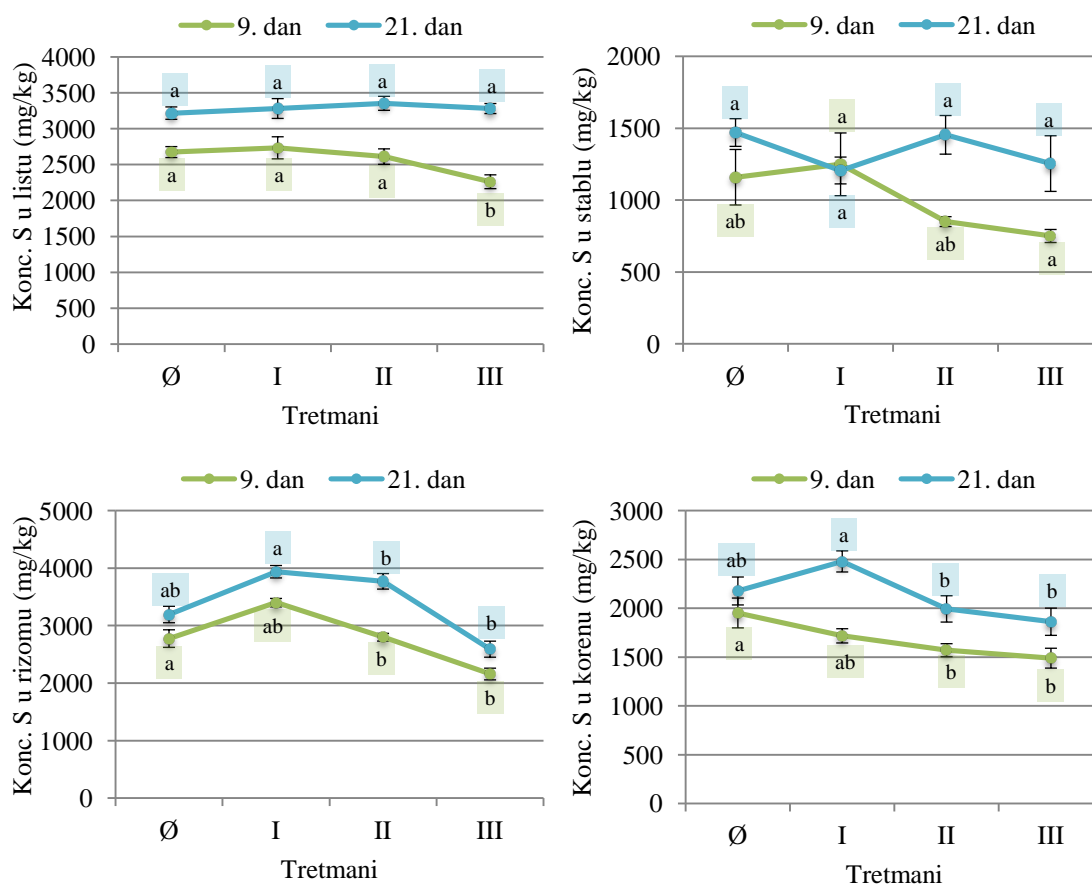 9. dan 21. dan
Konc. S u listu (mg/kg)
4000
3500
3000
2500
2000
1500
1000
500
0
a a a a
a a a b
Ø I II III
Tretmani
9. dan 21. dan
Konc. S u stablu (mg/kg)
2000
1500
1000
500
0
a a a a
ab a ab a
Ø I II III
Tretmani
9. dan 21. dan
Konc. S u rizomu (mg/kg)
5000
4000
3000
2000
1000
0
ab a b b
a ab b b
Ø I II III
Tretmani
9. dan 21. dan
Konc. S u korenu (mg/kg)
3000
2500
2000
1500
1000
500
0
ab a b b
a ab b b
Ø I II III
Tretmani